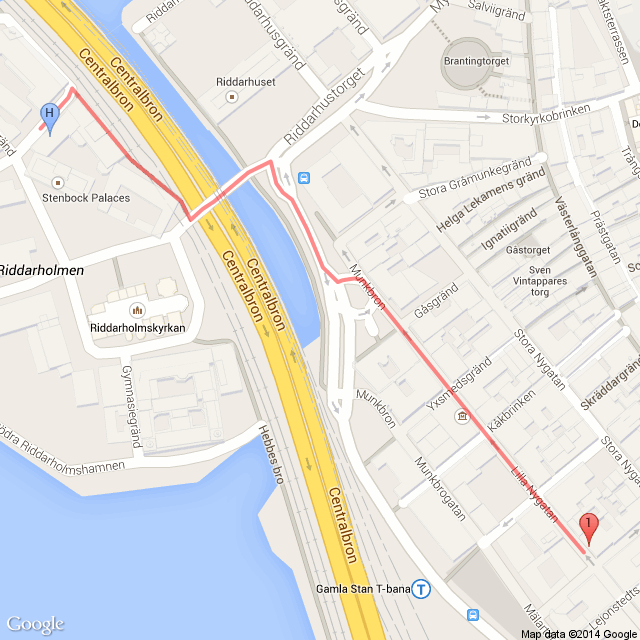 Salviigränd
Riddarhusgränd
Centralbron
Centralbron
Brantingtorget
Riddarhuset
Riddarhustorget
Storkyrkobrinken
H
Stora Gråmunkegränd
Stenbock Palaces
Helga Lekamens gränd
Ignatiigränd
Västerlånggatan
Prästgatan
Gåstorget
Riddarholmen
Munkbron
Sven
Vintappares
torg
Centralbron
Centralbron
Gåsgränd
Riddarholmskyrkan
Stora Nygatan
Yxsmedsgränd
Skräddargränd
Gymnasiegränd
Munkbron
Kåkbrinken
Södra Riddarholmshamnen
Hebbes bro
Munkbrogatan
Lilla Nygatan
Stora Nygatan
Centralbron
1
Gamla Stan T-bana
T
Lejonstedts
Google
Map data ©2014 Google